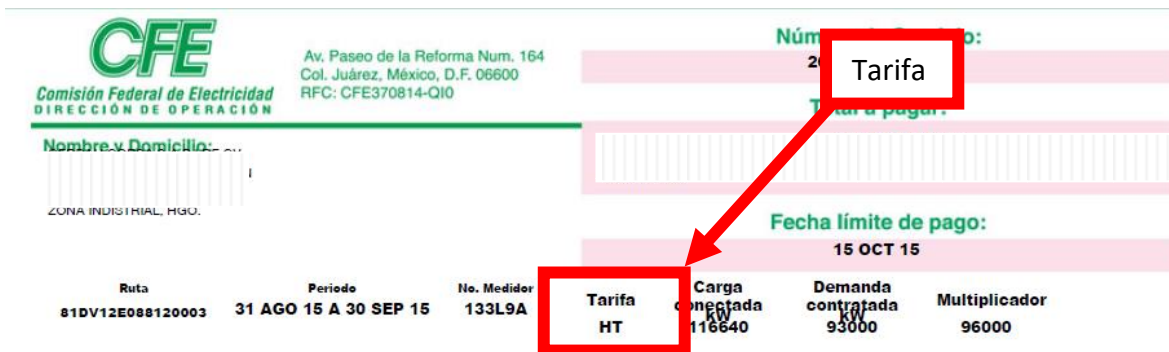 CFE
Comisión Federal de Electricidad
DIRECCIÓN DE OPERACIÓN
Av. Paseo de la Reforma Num. 164
Col. Juárez, México, D.F. 06600
RFC: CFE370814-QI0
Tarifa
Nombre y Domicilio:
ZONA INDISTRIAL, HGO.
Fecha límite de pago:
15 OCT 15
Ruta Periodo No. Medidor Tarifa Carga conectada kW Demanda contratada kW Multiplicador
81DV12E088120003 31 AGO 15 A 30 SEP 15 133L9A HT 116640 93000 96000